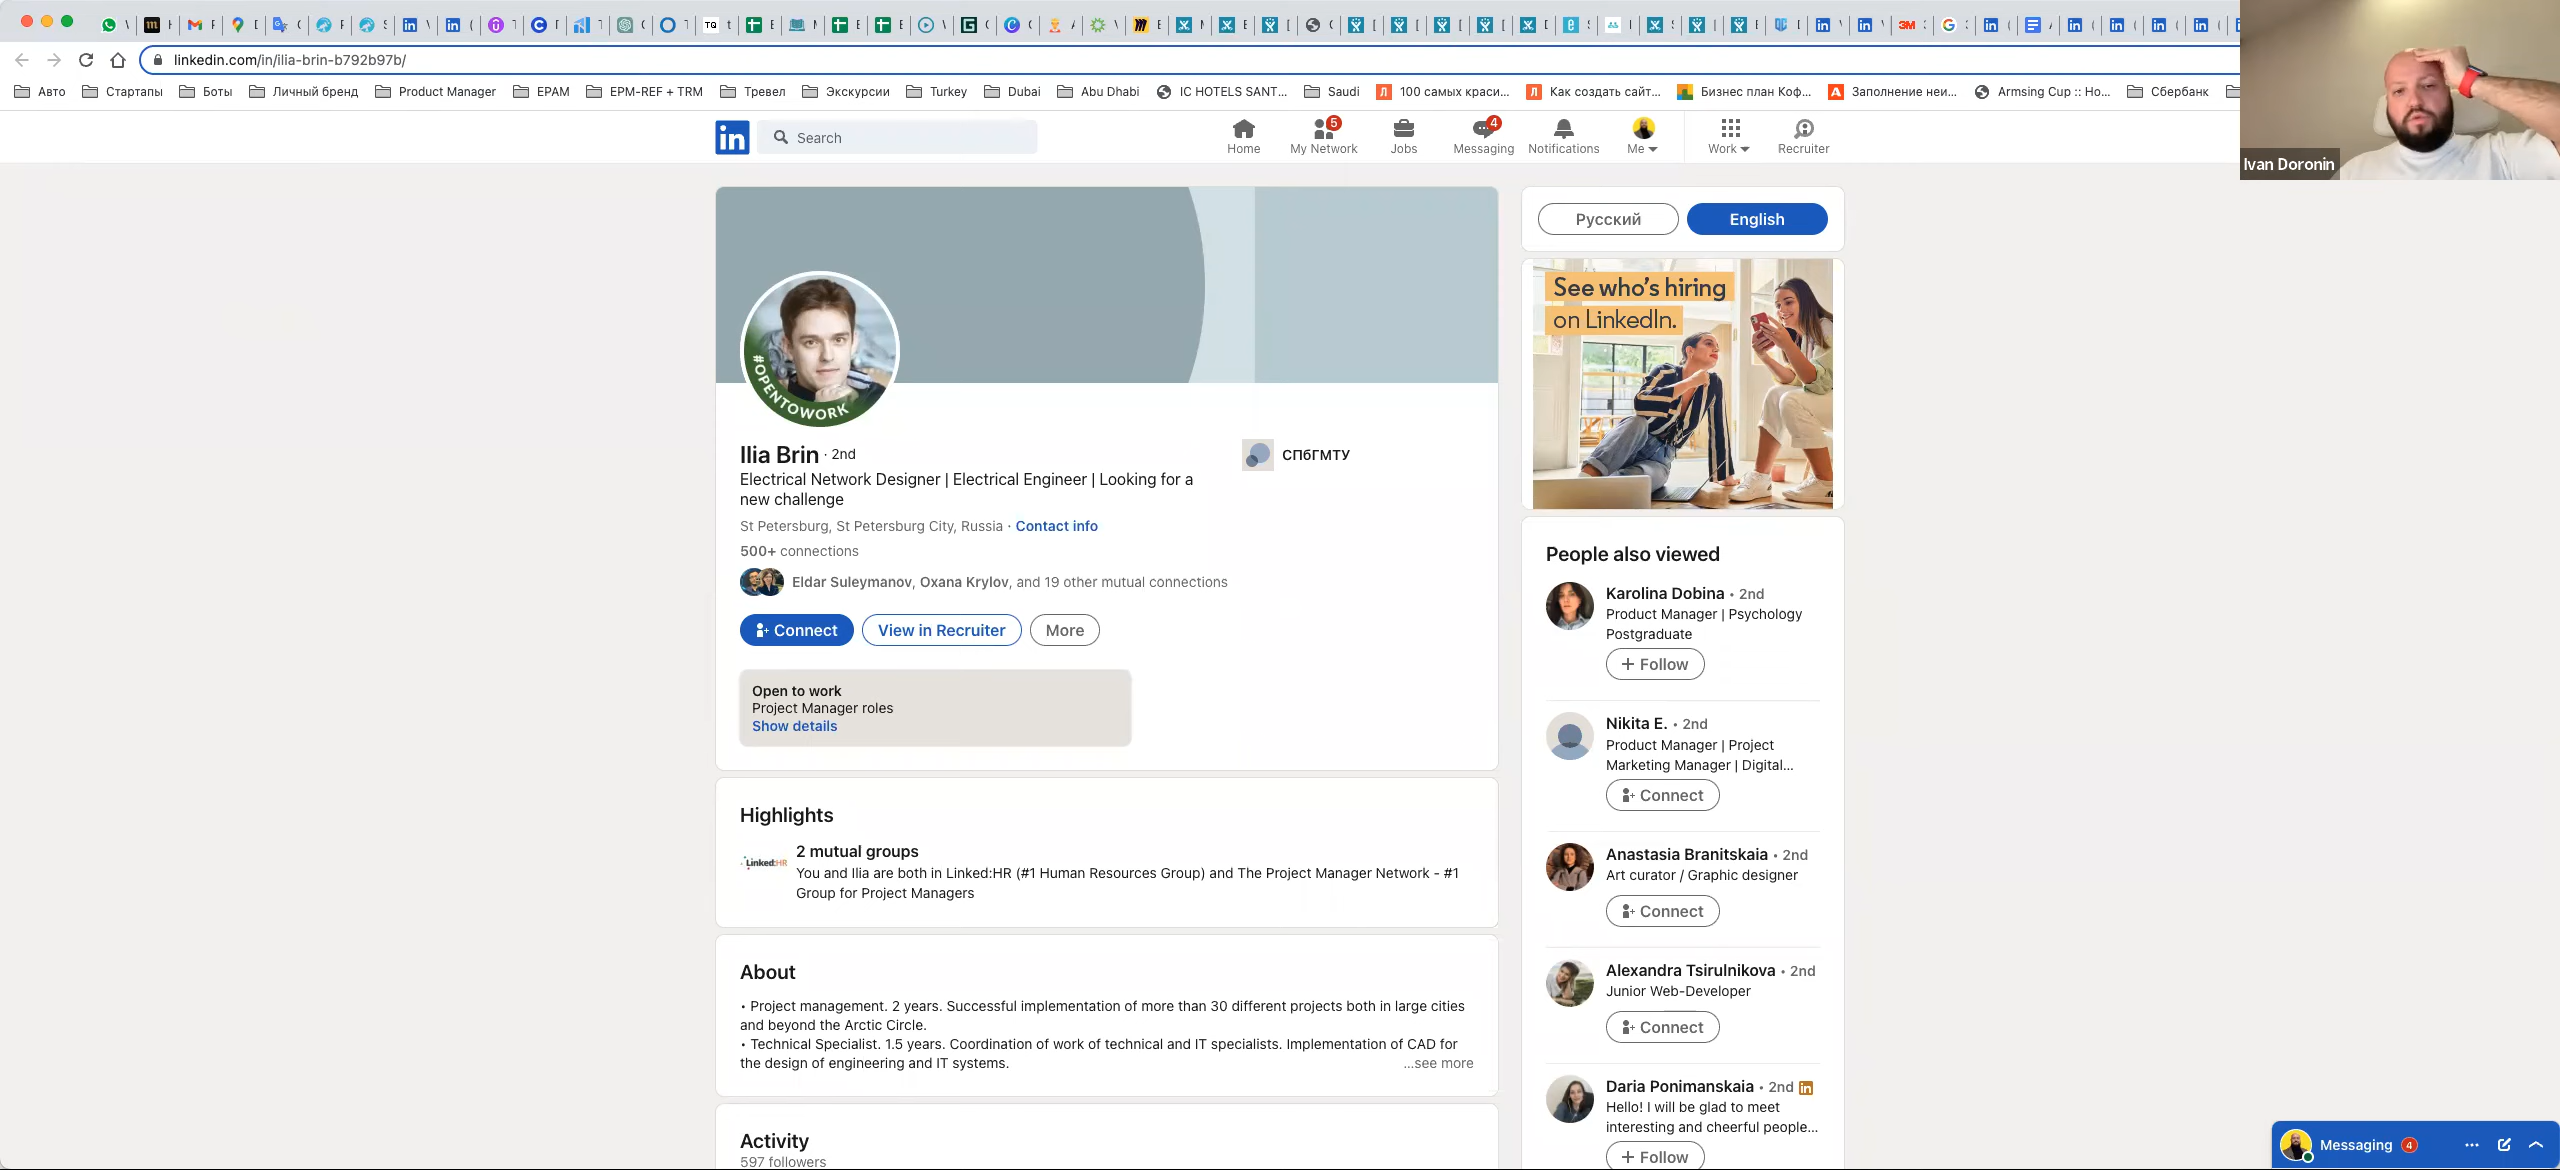 linkedin.com/in/ilia-brin-b792b97b/
Авто
Стартапы
Боты
Личный бренд
Product Manager
EPAM
EPM-REF + TRM
Тревел
Экскурсии
Turkey
Dubai
Abu Dhabi
IC HOTELS SANT...
Saudi
100 самых краси...
Как создать сайт...
Бизнес план Коф...
Заполнение неи...
Armsing Cup :: Ho...
Сбербанк
Ivan Doronin
in
Search
Home
5
My Network
Jobs
4
Messaging
Notifications
Me
Work
Recruiter
Русский
English
See who's hiring
on LinkedIn.
#OPENTOWORK
Ilia Brin · 2nd
СПбГМТУ
Electrical Network Designer | Electrical Engineer | Looking for a
new challenge
St Petersburg, St Petersburg City, Russia · Contact info
500+ connections
Eldar Suleymanov, Oxana Krylov, and 19 other mutual connections
Connect
View in Recruiter
More
Open to work
Project Manager roles
Show details
Highlights
Linked:HR
2 mutual groups
You and Ilia are both in Linked:HR (#1 Human Resources Group) and The Project Manager Network - #1
Group for Project Managers
About
• Project management. 2 years. Successful implementation of more than 30 different projects both in large cities
and beyond the Arctic Circle.
• Technical Specialist. 1.5 years. Coordination of work of technical and IT specialists. Implementation of CAD for
the design of engineering and IT systems.
...see more
Activity
597 followers
People also viewed
Karolina Dobina • 2nd
Product Manager | Psychology
Postgraduate
+ Follow
Nikita E. • 2nd
Product Manager | Project
Marketing Manager | Digital...
Connect
Anastasia Branitskaia • 2nd
Art curator / Graphic designer
Connect
Alexandra Tsirulnikova • 2nd
Junior Web-Developer
Connect
Daria Ponimanskaia • 2nd in
Hello! I will be glad to meet
interesting and cheerful people...
+ Follow
Messaging 4